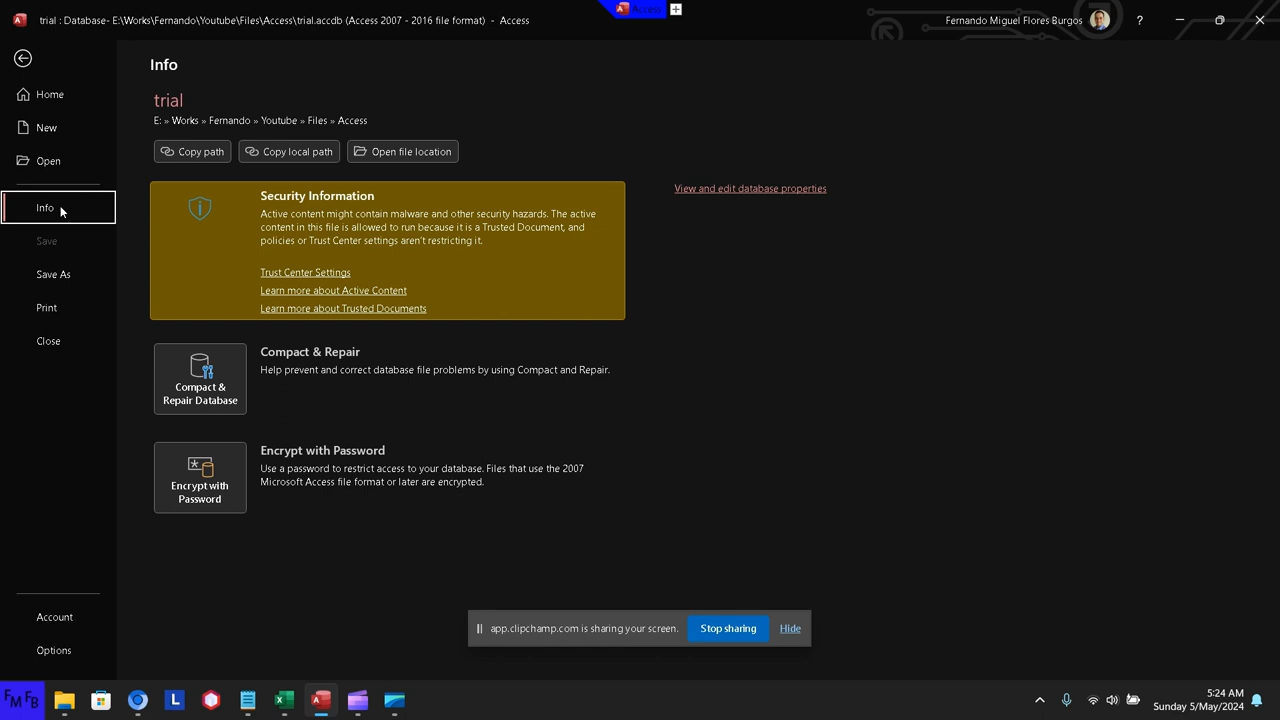 trial : Database- E:\Works\Fernando\Youtube\Files\Access\trial.accdb (Access 2007 - 2016 file format) - Access
Access
Fernando Miguel Flores Burgos
?
Home
New
Open
Info
Save
Save As
Print
Close
Account
Options
Info
trial
E: » Works » Fernando » Youtube » Files » Access
Copy path
Copy local path
Open file location
Security Information
Active content might contain malware and other security hazards. The active
content in this file is allowed to run because it is a Trusted Document, and
policies or Trust Center settings aren't restricting it.
Trust Center Settings
Learn more about Active Content
Learn more about Trusted Documents
View and edit database properties
Compact &
Repair Database
Compact & Repair
Help prevent and correct database file problems by using Compact and Repair.
Encrypt with
Password
Encrypt with Password
Use a password to restrict access to your database. Files that use the 2007
Microsoft Access file format or later are encrypted.
app.clipchamp.com is sharing your screen.
Stop sharing
Hide
FM FB
L
5:24 AM
Sunday 5/May/2024